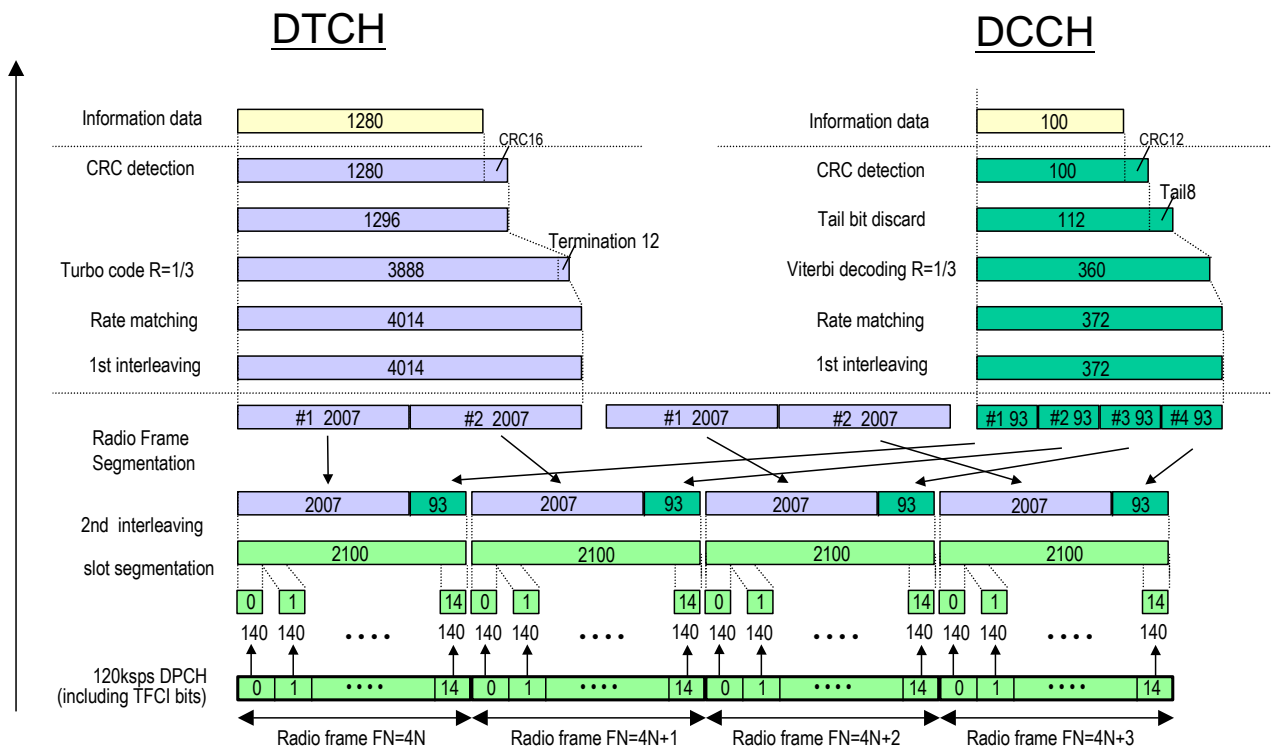 DTCH DCCH
Information data 1280 Information data 100
CRC16 CRC12
CRC detection 1280 CRC detection 100
Tail8
1296 Tail bit discard 112
Termination 12
Turbo code R=1/3 3888 Viterbi decoding R=1/3 360
Rate matching 4014 Rate matching 372
1st interleaving 4014 1st interleaving 372
#1 2007 #2 2007 #1 2007 #2 2007 #1 93 #2 93 #3 93 #4 93
Radio Frame
Segmentation
2007 93 2007 93 2007 93 2007 93
2nd interleaving
2100 2100 2100 2100
slot segmentation
0 1 14 0 1 14 0 1 14 0 1 14
140 140 •••• 140 140 140 •••• 140 140 140 •••• 140 140 140 •••• 140
120ksps DPCH
(including TFCI bits)
0 1 •••• 14 0 1 •••• 14 0 1 •••• 14 0 1 •••• 14
Radio frame FN=4N Radio frame FN=4N+1 Radio frame FN=4N+2 Radio frame FN=4N+3